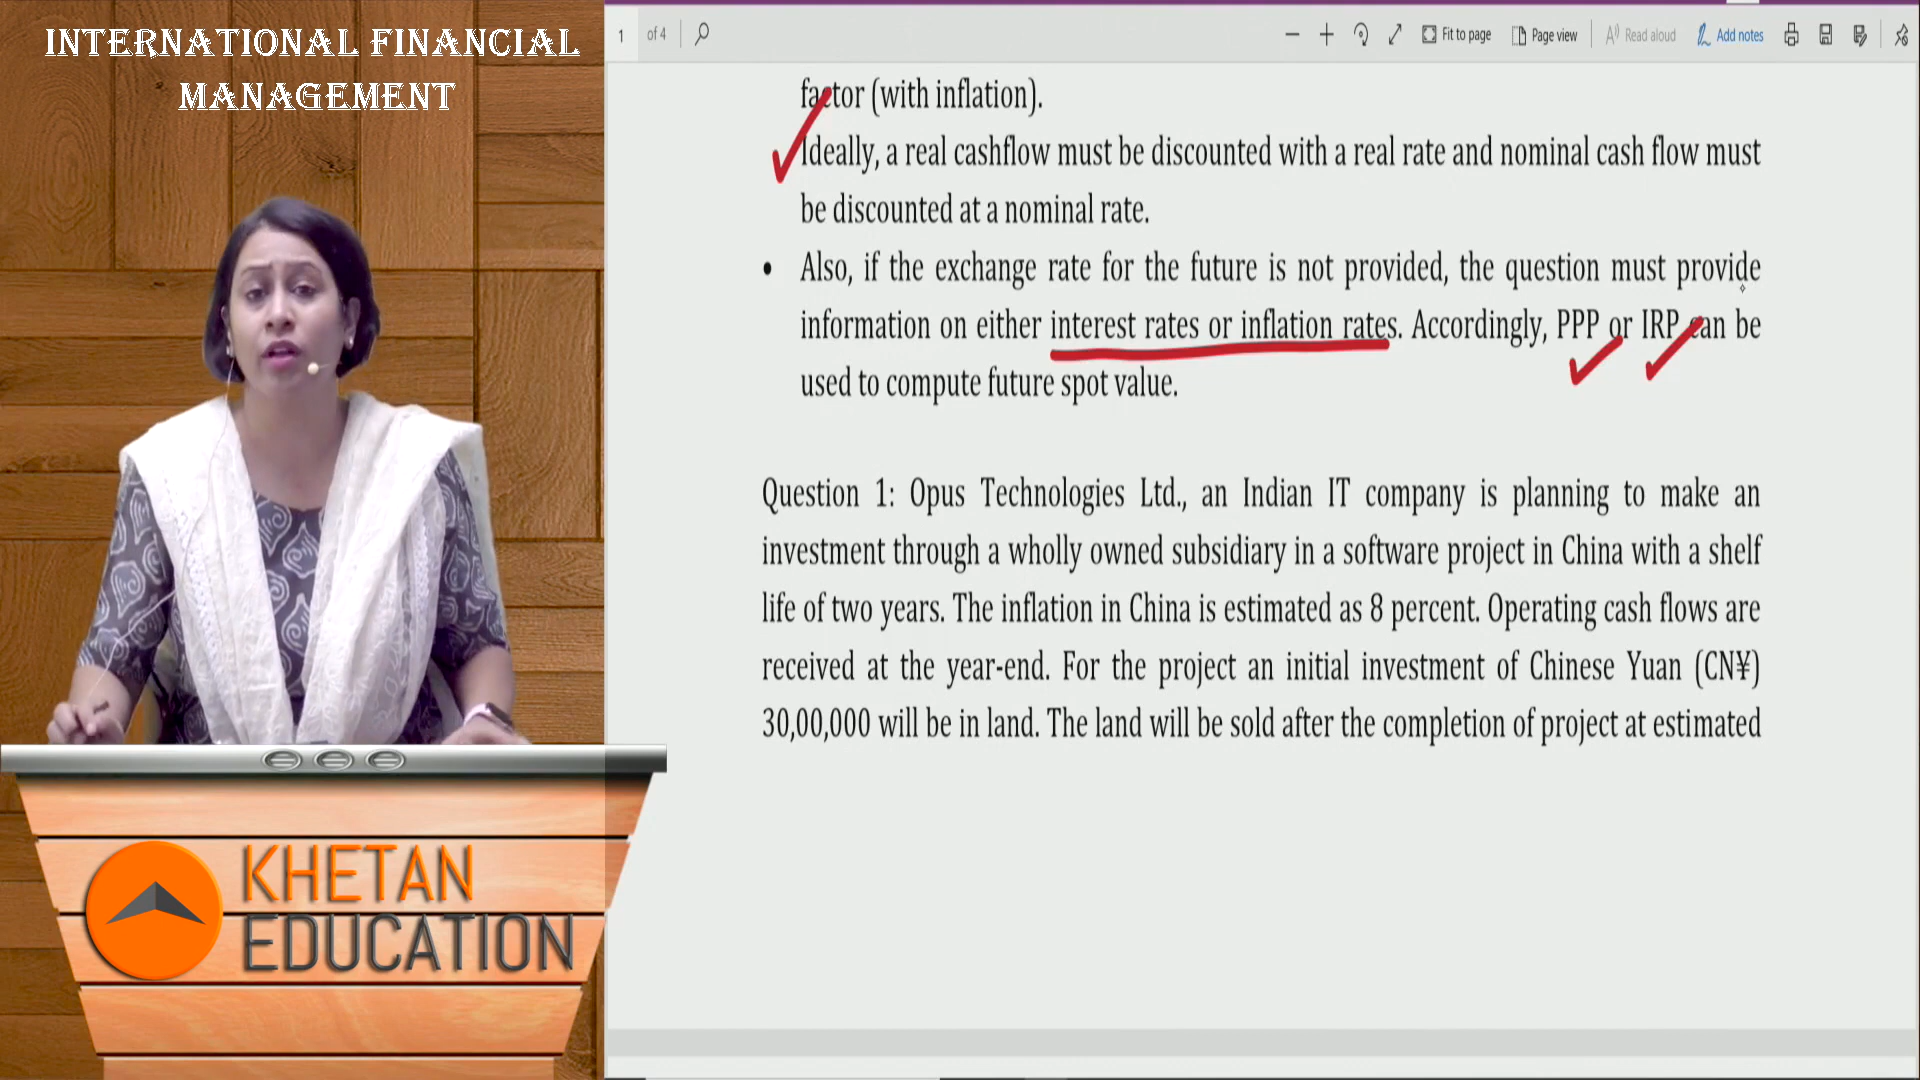 INTERNATIONAL FINANCIAL
MANAGEMENT
1 of 4
Fit to page
Page view
Read aloud
Add notes
factor (with inflation).
Ideally, a real cashflow must be discounted with a real rate and nominal cash flow must
be discounted at a nominal rate.
• Also, if the exchange rate for the future is not provided, the question must provide
information on either interest rates or inflation rates. Accordingly, PPP or IRP can be
used to compute future spot value.
Question 1: Opus Technologies Ltd., an Indian IT company is planning to make an
investment through a wholly owned subsidiary in a software project in China with a shelf
life of two years. The inflation in China is estimated as 8 percent. Operating cash flows are
received at the year-end. For the project an initial investment of Chinese Yuan (CN¥)
30,00,000 will be in land. The land will be sold after the completion of project at estimated
KHETAN
EDUCATION